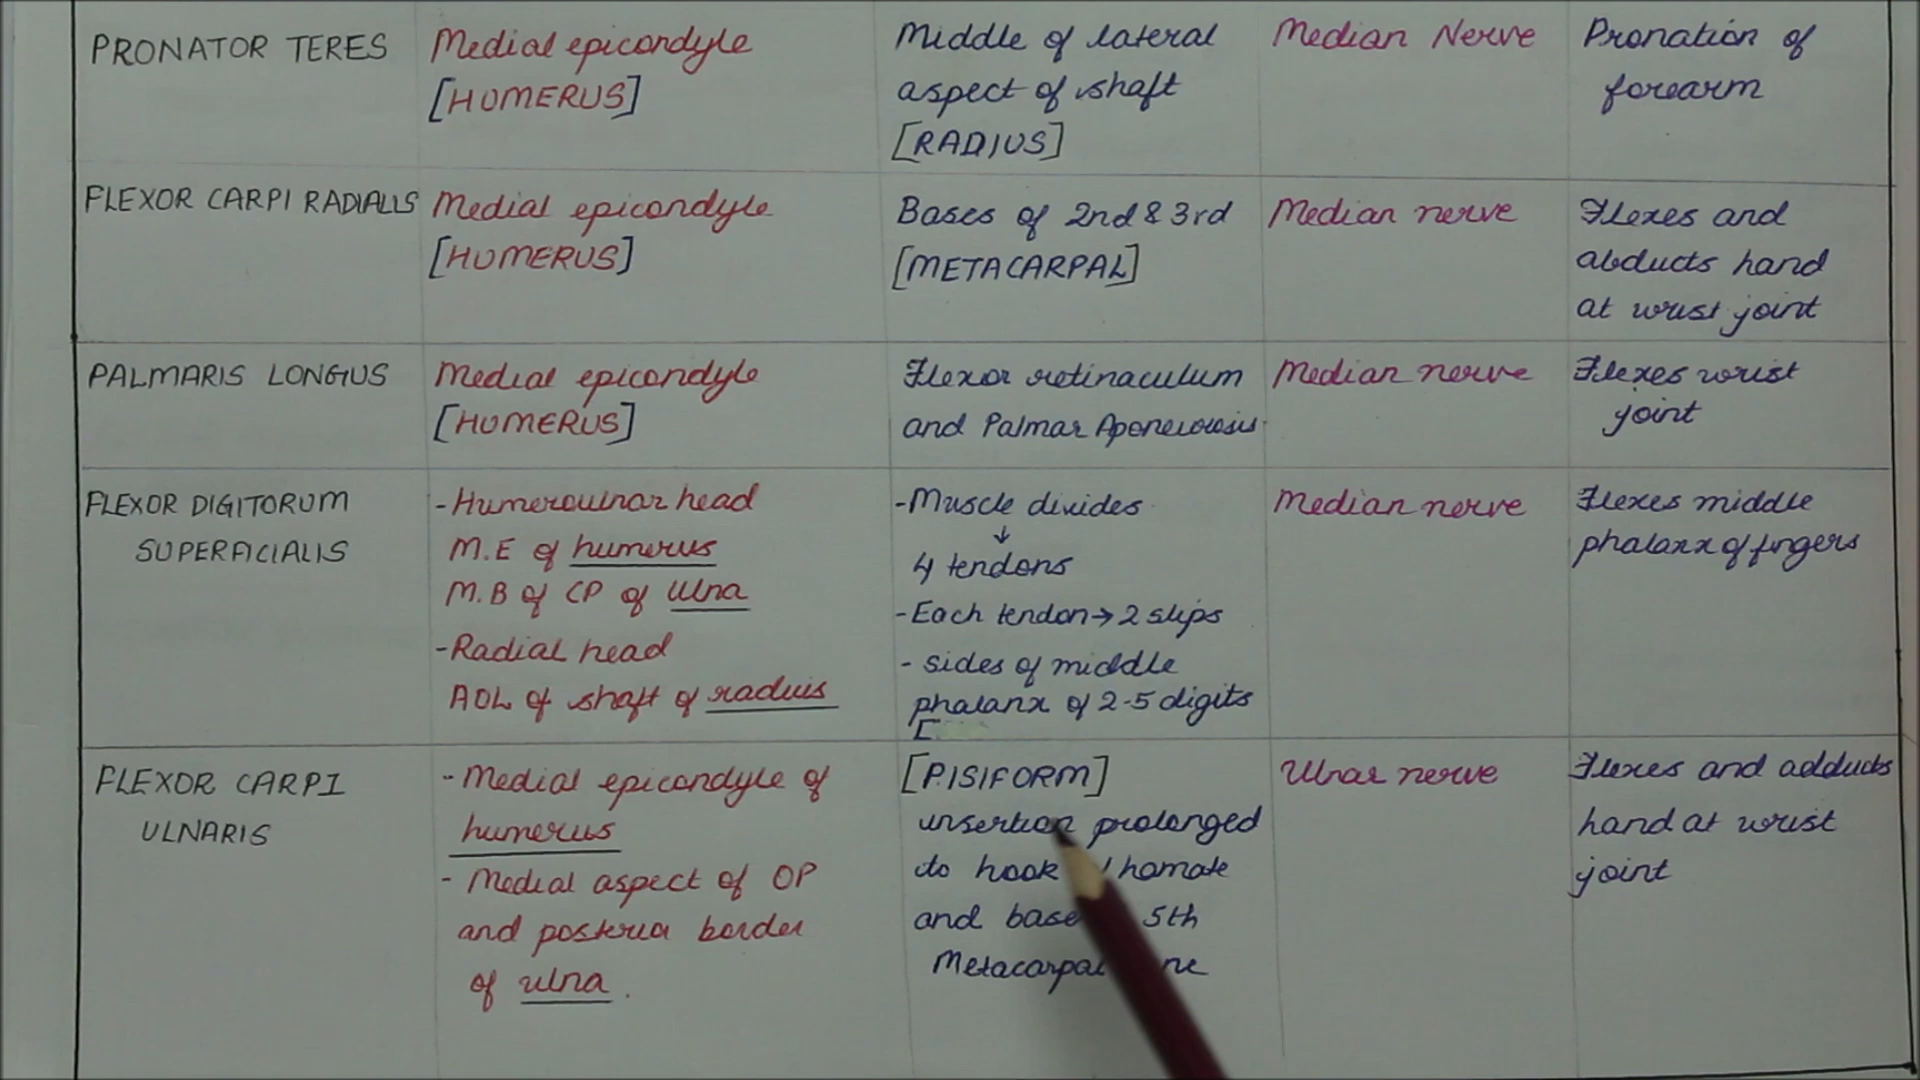 PRONATOR TERES
Medial epicondyle
[HUMERUS]
Middle of lateral
aspect of shaft
[RADIUS]
Median Nerve
Pronation of
forearm
FLEXOR CARPI RADIALIS
Medial epicondyle
[HUMERUS]
Bases of 2nd & 3rd
[METACARPAL]
Median nerve
Flexes and
abducts hand
at wrist joint
PALMARIS LONGUS
Medial epicondyle
[HUMERUS]
Flexor retinaculum
and Palmar Aponeurosis
Median nerve
Flexes wrist
joint
FLEXOR DIGITORUM
SUPERFICIALIS
- Humeroulnar head
M.E of humerus
M.B of CP of Ulna
- Radial head
AOL of shaft of radius
- Muscle divides
↓
4 tendons
- Each tendon → 2 slips
- sides of middle
phalanx of 2-5 digits
[
Median nerve
Flexes middle
phalanx of fingers
FLEXOR CARPI
ULNARIS
- Medial epicondyle of
humerus
- Medial aspect of OP
and posterior border
of ulna.
[PISIFORM]
insertion prolonged
to hook hamate
and base 5th
Metacarpal
Ulnar nerve
Flexes and adducts
hand at wrist
joint